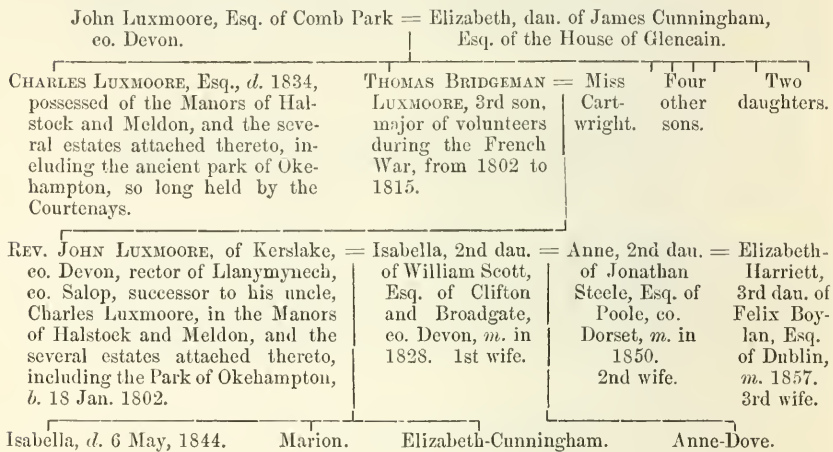 John Luxmoore, Esq. of Comb Park = Elizabeth, dau. of James Cunningham,
co. Devon. Esq. of the House of Glencain.
CHARLES LUXMOORE, Esq., d. 1834,
possessed of the Manors of Hal-
stock and Meldon, and the seve-
ral estates attached thereto, in-
cluding the ancient park of Oke-
hampton, so long held by the
Courtenays.
THOMAS BRIDGEMAN =
LUXMOORE, 3rd son,
major of volunteers
during the French
War, from 1802 to
1815.
Miss
Cart-
wright.
Four
other
sons.
Two
daughters.
REV. JOHN LUXMOORE, of Kerslake, =
co. Devon, rector of Llanymynech,
co. Salop, successor to his uncle,
Charles Luxmoore, in the Manors
of Halstock and Meldon, and the
several estates attached thereto,
including the Park of Okehampton,
b. 18 Jan. 1802.
Isabella, 2nd dau. =
of William Scott,
Esq. of Clifton
and Broadgate,
co. Devon, m. in
1828. 1st wife.
Anne, 2nd dau. =
of Jonathan
Steele, Esq. of
Poole, co.
Dorset, m. in
1850.
2nd wife.
Elizabeth-
Harriett,
3rd dau. of
Felix Boy-
lan, Esq.
of Dublin,
m. 1857.
3rd wife.
Isabella, d. 6 May, 1844. Marion. Elizabeth-Cunningham. Anne-Dove.